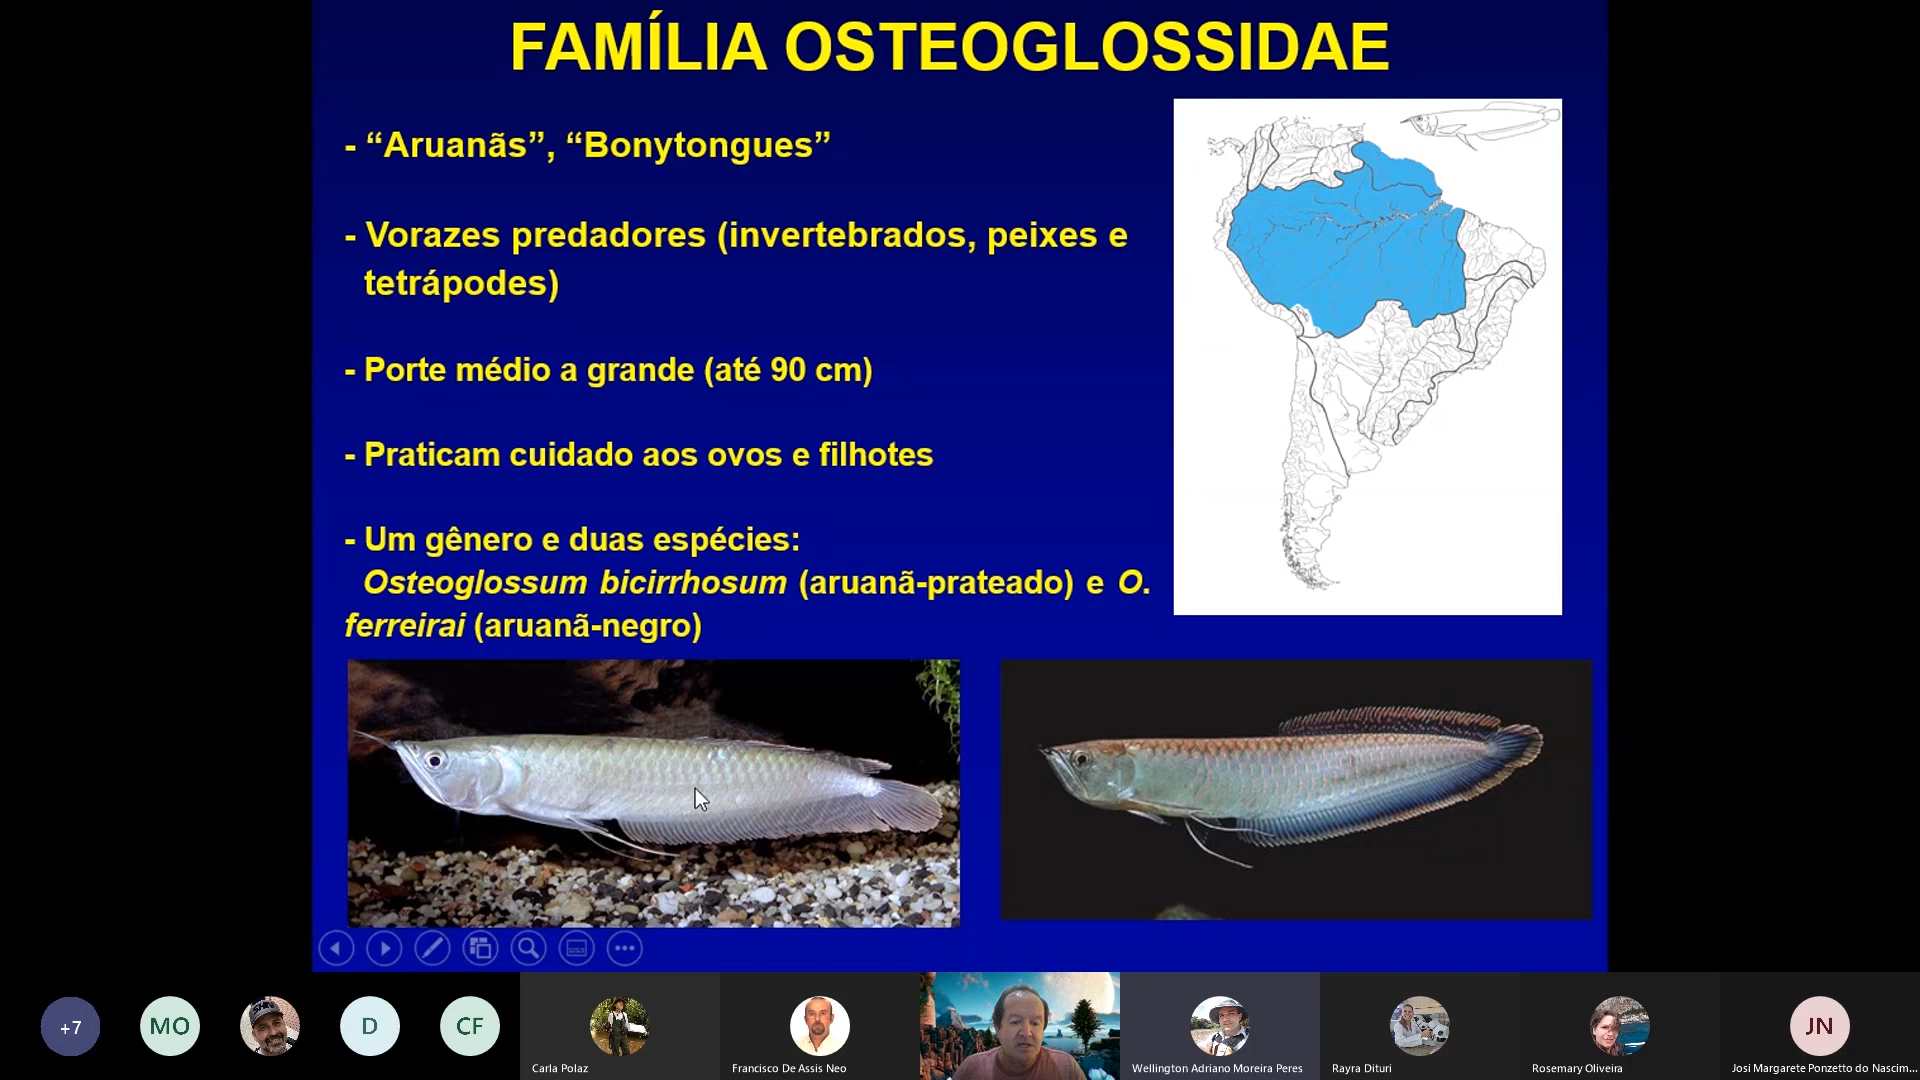 FAMÍLIA OSTEOGLOSSIDAE
- “Aruanãs”, “Bonytongues”
- Vorazes predadores (invertebrados, peixes e
tetrápodes)
- Porte médio a grande (até 90 cm)
- Praticam cuidado aos ovos e filhotes
- Um gênero e duas espécies:
Osteoglossum bicirrhosum (aruanã-prateado) e O.
ferreirai (aruanã-negro)
+7
MO
D
CF
JN
Carla Polaz
Francisco De Assis Neo
Wellington Adriano Moreira Peres
Rayra Dituri
Rosemary Oliveira
Josi Margarete Ponzetto do Nascim...